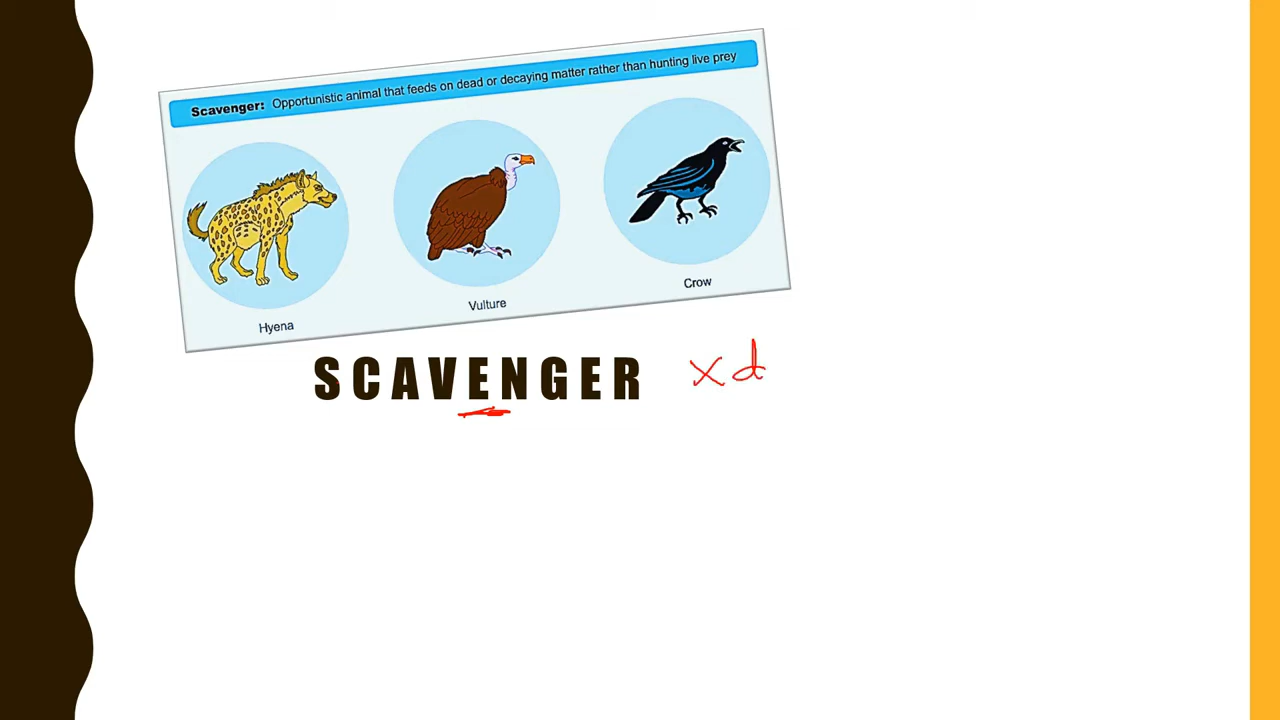 Scavenger: Opportunistic animal that feeds on dead or decaying matter rather than hunting live prey
Hyena
Vulture
Crow
SCAVENGER xd